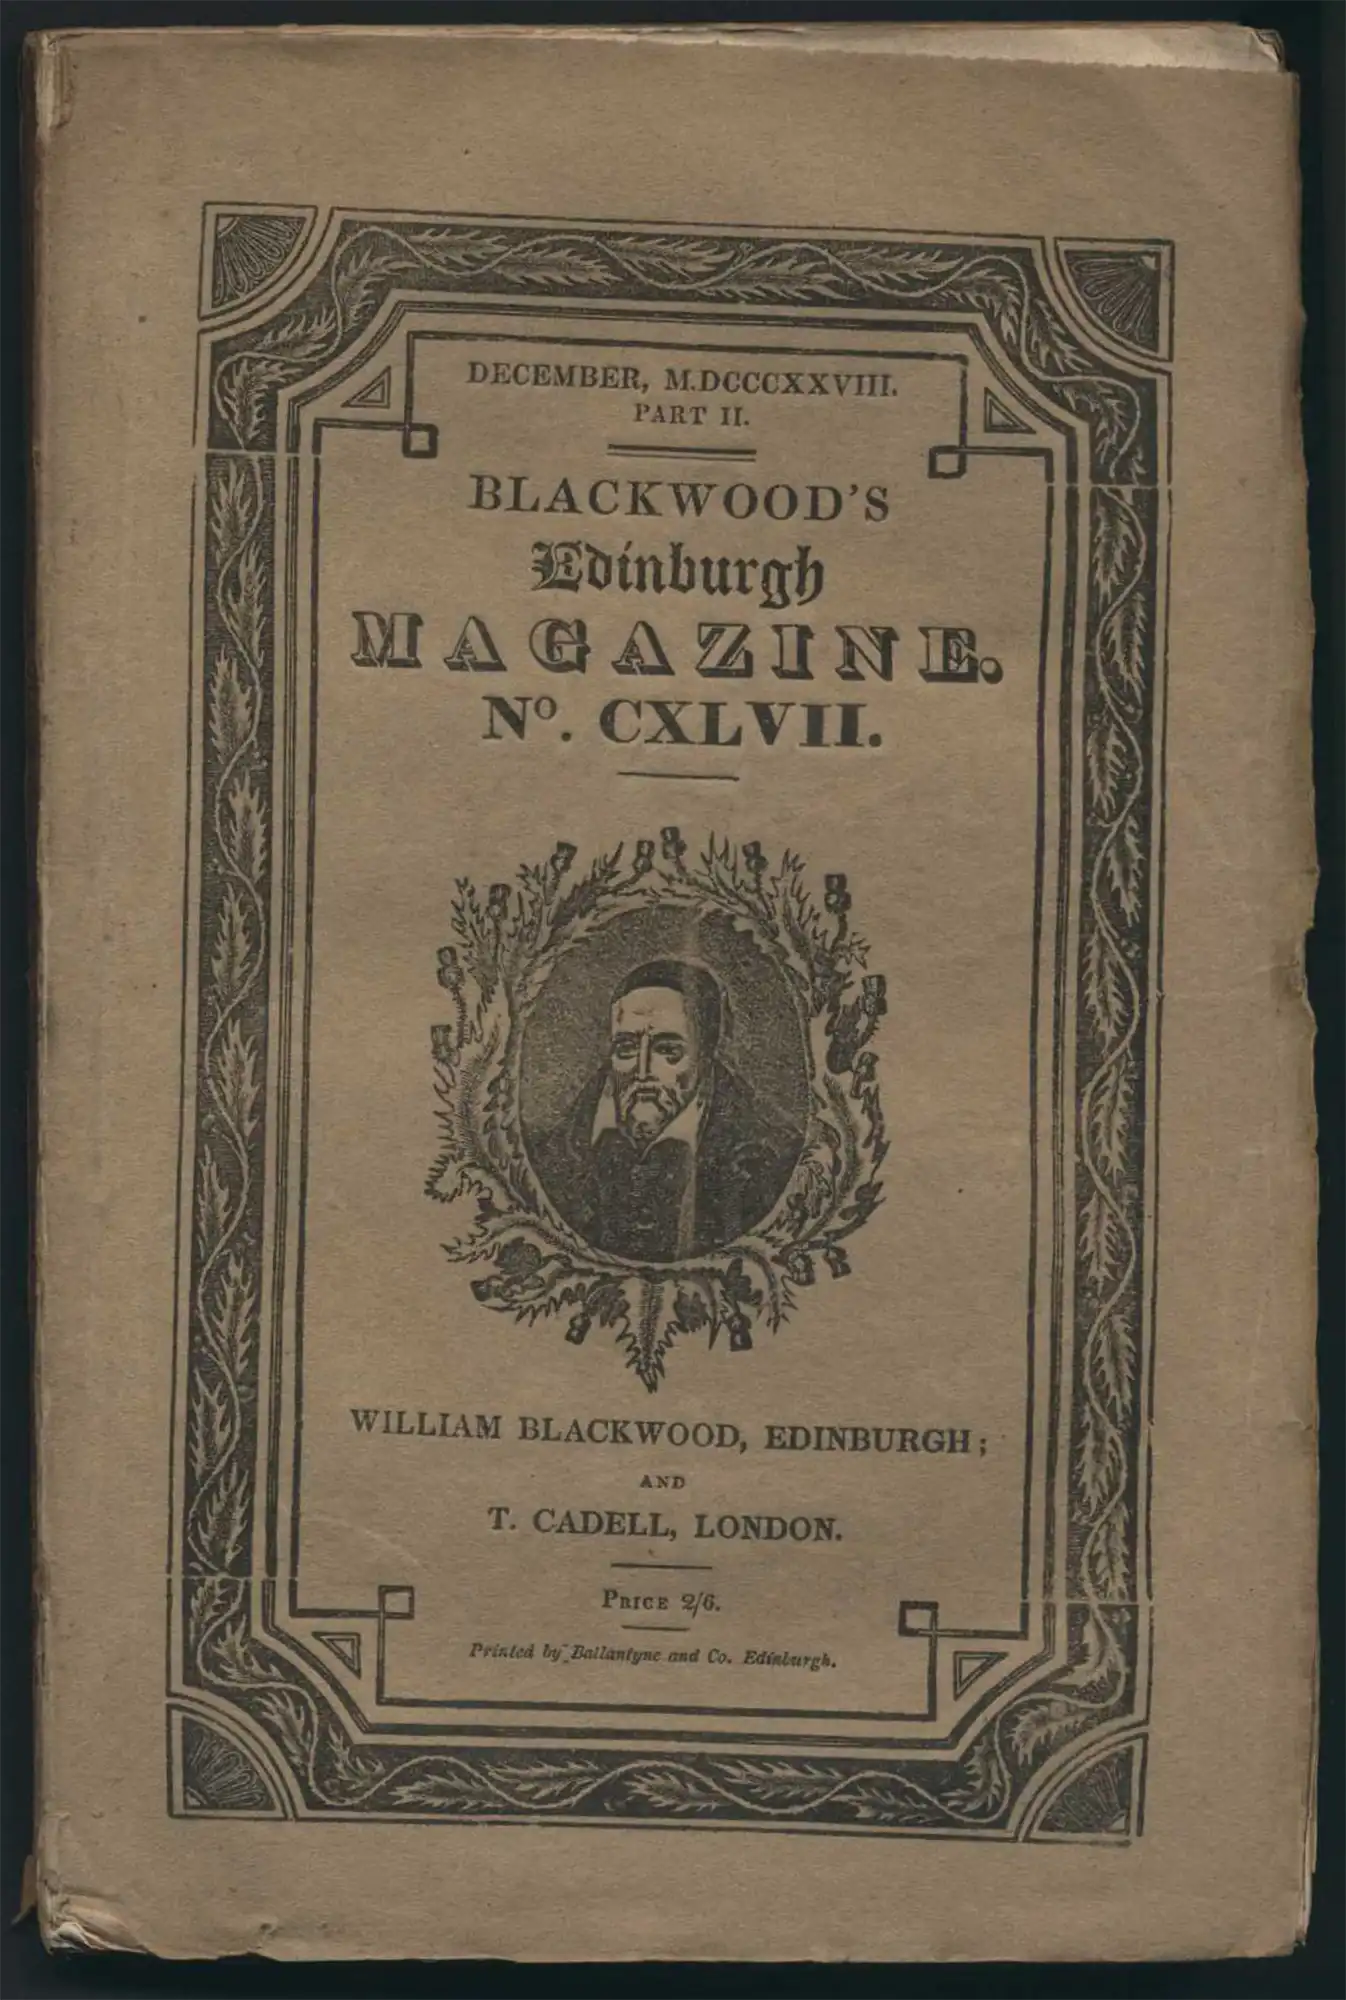 DECEMBER, M.DCCCXXVIII.
PART II.
BLACKWOOD'S
Edinburgh
MAGAZINE.
Nº. CXLVII.
WILLIAM BLACKWOOD, EDINBURGH;
AND
T. CADELL, LONDON.
PRICE 2/6.
Printed by Ballantyne and Co. Edinburgh.